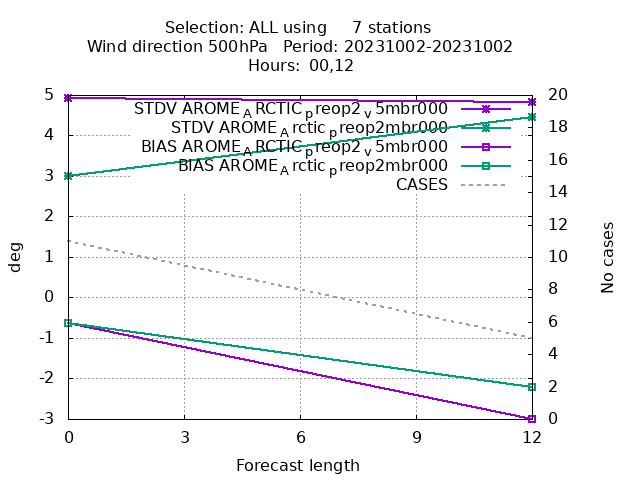 Selection: ALL using     7 stations
Wind direction 500hPa   Period: 20231002-20231002
Hours: 00,12
5
4
3
2
1
0
-1
-2
-3
deg
STDV AROME_ARCTIC_preop2_v5mbr000
STDV AROME_Arctic_preop2mbr000
BIAS AROME_ARCTIC_preop2_v5mbr000
BIAS AROME_Arctic_preop2mbr000
CASES
20
18
16
14
12
10
8
6
4
2
0
No cases
0 3 6 9 12
Forecast length